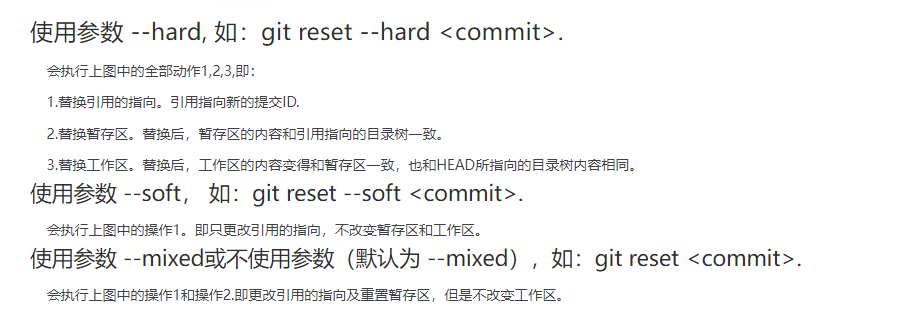 使用参数 --hard, 如：git reset --hard <commit>.
会执行上图中的全部动作1,2,3,即：
1.替换引用的指向。引用指向新的提交ID.
2.替换暂存区。替换后，暂存区的内容和引用指向的目录树一致。
3.替换工作区。替换后，工作区的内容变得和暂存区一致，也和HEAD所指向的目录树内容相同。
使用参数 --soft， 如：git reset --soft <commit>.
会执行上图中的操作1。即只更改引用的指向，不改变暂存区和工作区。
使用参数 --mixed或不使用参数（默认为 --mixed），如：git reset <commit>.
会执行上图中的操作1和操作2.即更改引用的指向及重置暂存区，但是不改变工作区。